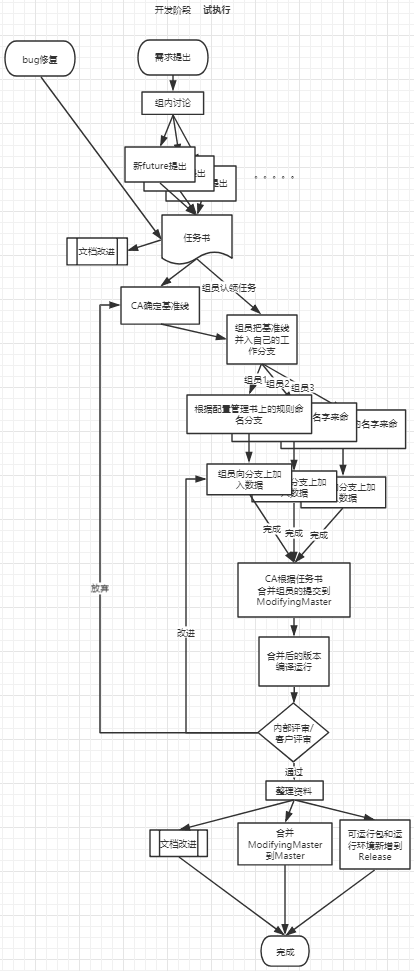 开发阶段 试执行
bug修复
需求提出
组内讨论
新future提出
出
提出
。。。。。
任务书
文档改进
组员认领任务
CA确定基准线
组员把基准线
并入自己的工
作分支
组员1
组员2
组员3
根据配置管理书上的规则命
名分支
名字来命
的名字来命
组员向分支上加
入数据
分支上加
数据
分支上加
数据
完成
完成
完成
CA根据任务书
合并组员的提交到
ModifyingMaster
放弃
改进
合并后的版本
编译运行
内部评审/
客户评审
通过
整理资料
文档改进
合并
ModifyingMaster
到Master
可运行包和运
行环境新增到
Release
完成